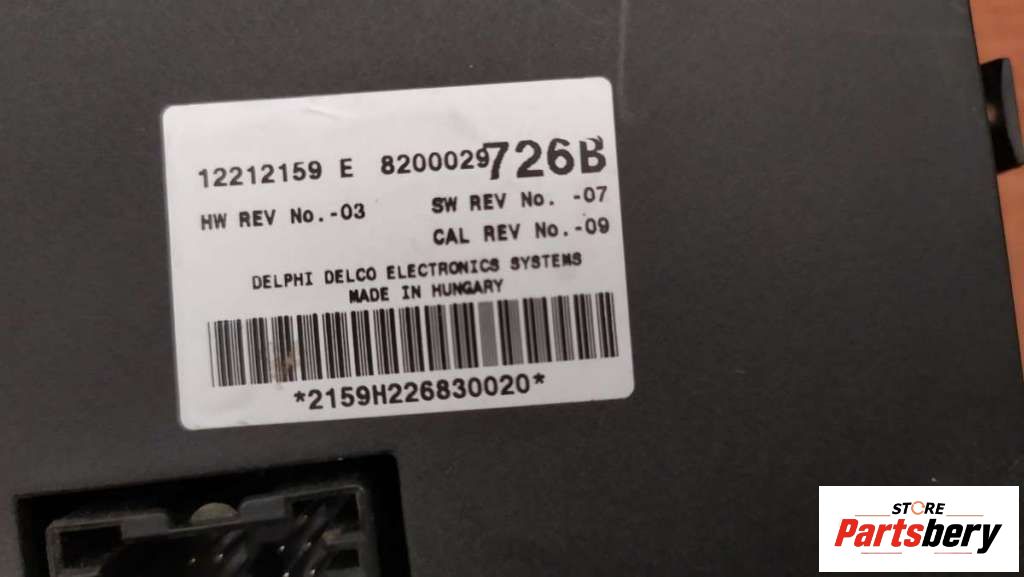 12212159 E 8200029726B
HW REV No.-03 SW REV No. -07
CAL REV No.-09
DELPHI DELCO ELECTRONICS SYSTEMS
MADE IN HUNGARY
*2159H226830020*
STORE
Partsbery